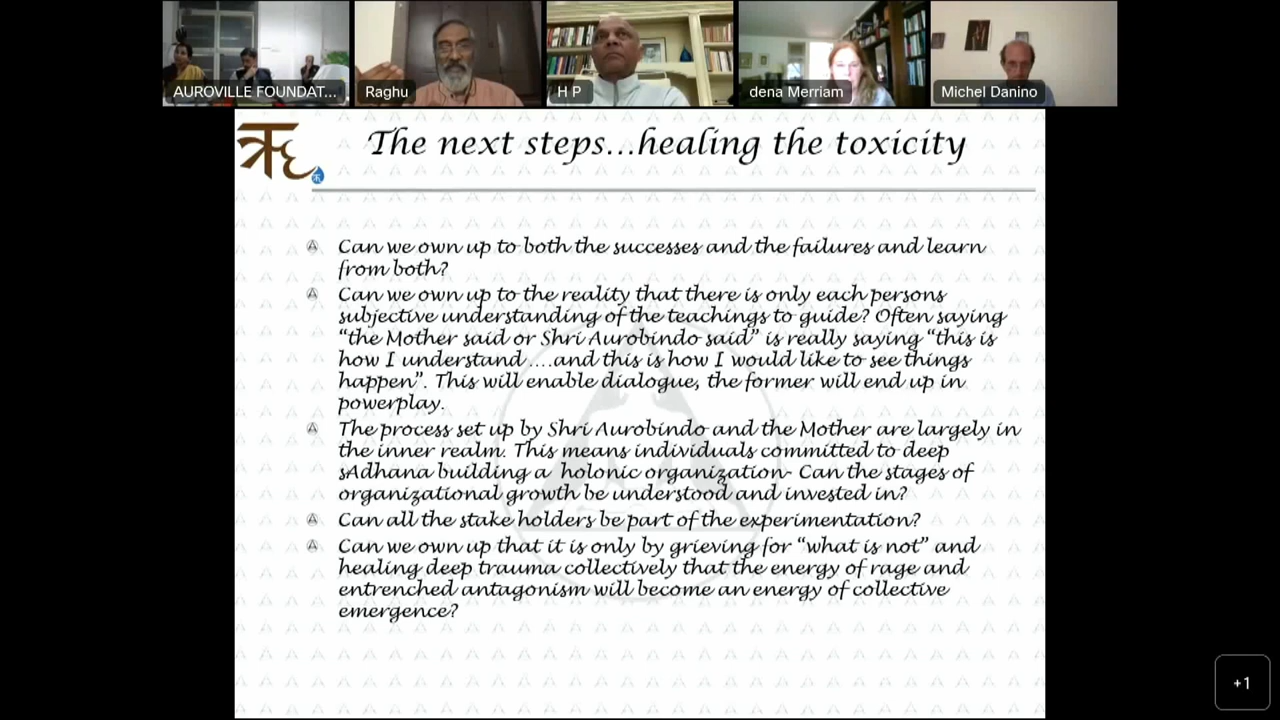 AUROVILLE FOUNDAT...
Raghu
H P
dena Merriam
Michel Danino
The next steps...healing the toxicity
Can we own up to both the successes and the failures and learn
from both?
Can we own up to the reality that there is only each persons
subjective understanding of the teachings to guide? Often saying
“the Mother said or Shri Aurobindo said” is really saying “this is
how I understand ....and this is how I would like to see things
happen”. This will enable dialogue, the former will end up in
powerplay.
The process set up by Shri Aurobindo and the Mother are largely in
the inner realm. This means individuals committed to deep
sAdhana building a holonic organization- Can the stages of
organizational growth be understood and invested in?
Can all the stake holders be part of the experimentation?
Can we own up that it is only by grieving for “what is not” and
healing deep trauma collectively that the energy of rage and
entrenched antagonism will become an energy of collective
emergence?
+1